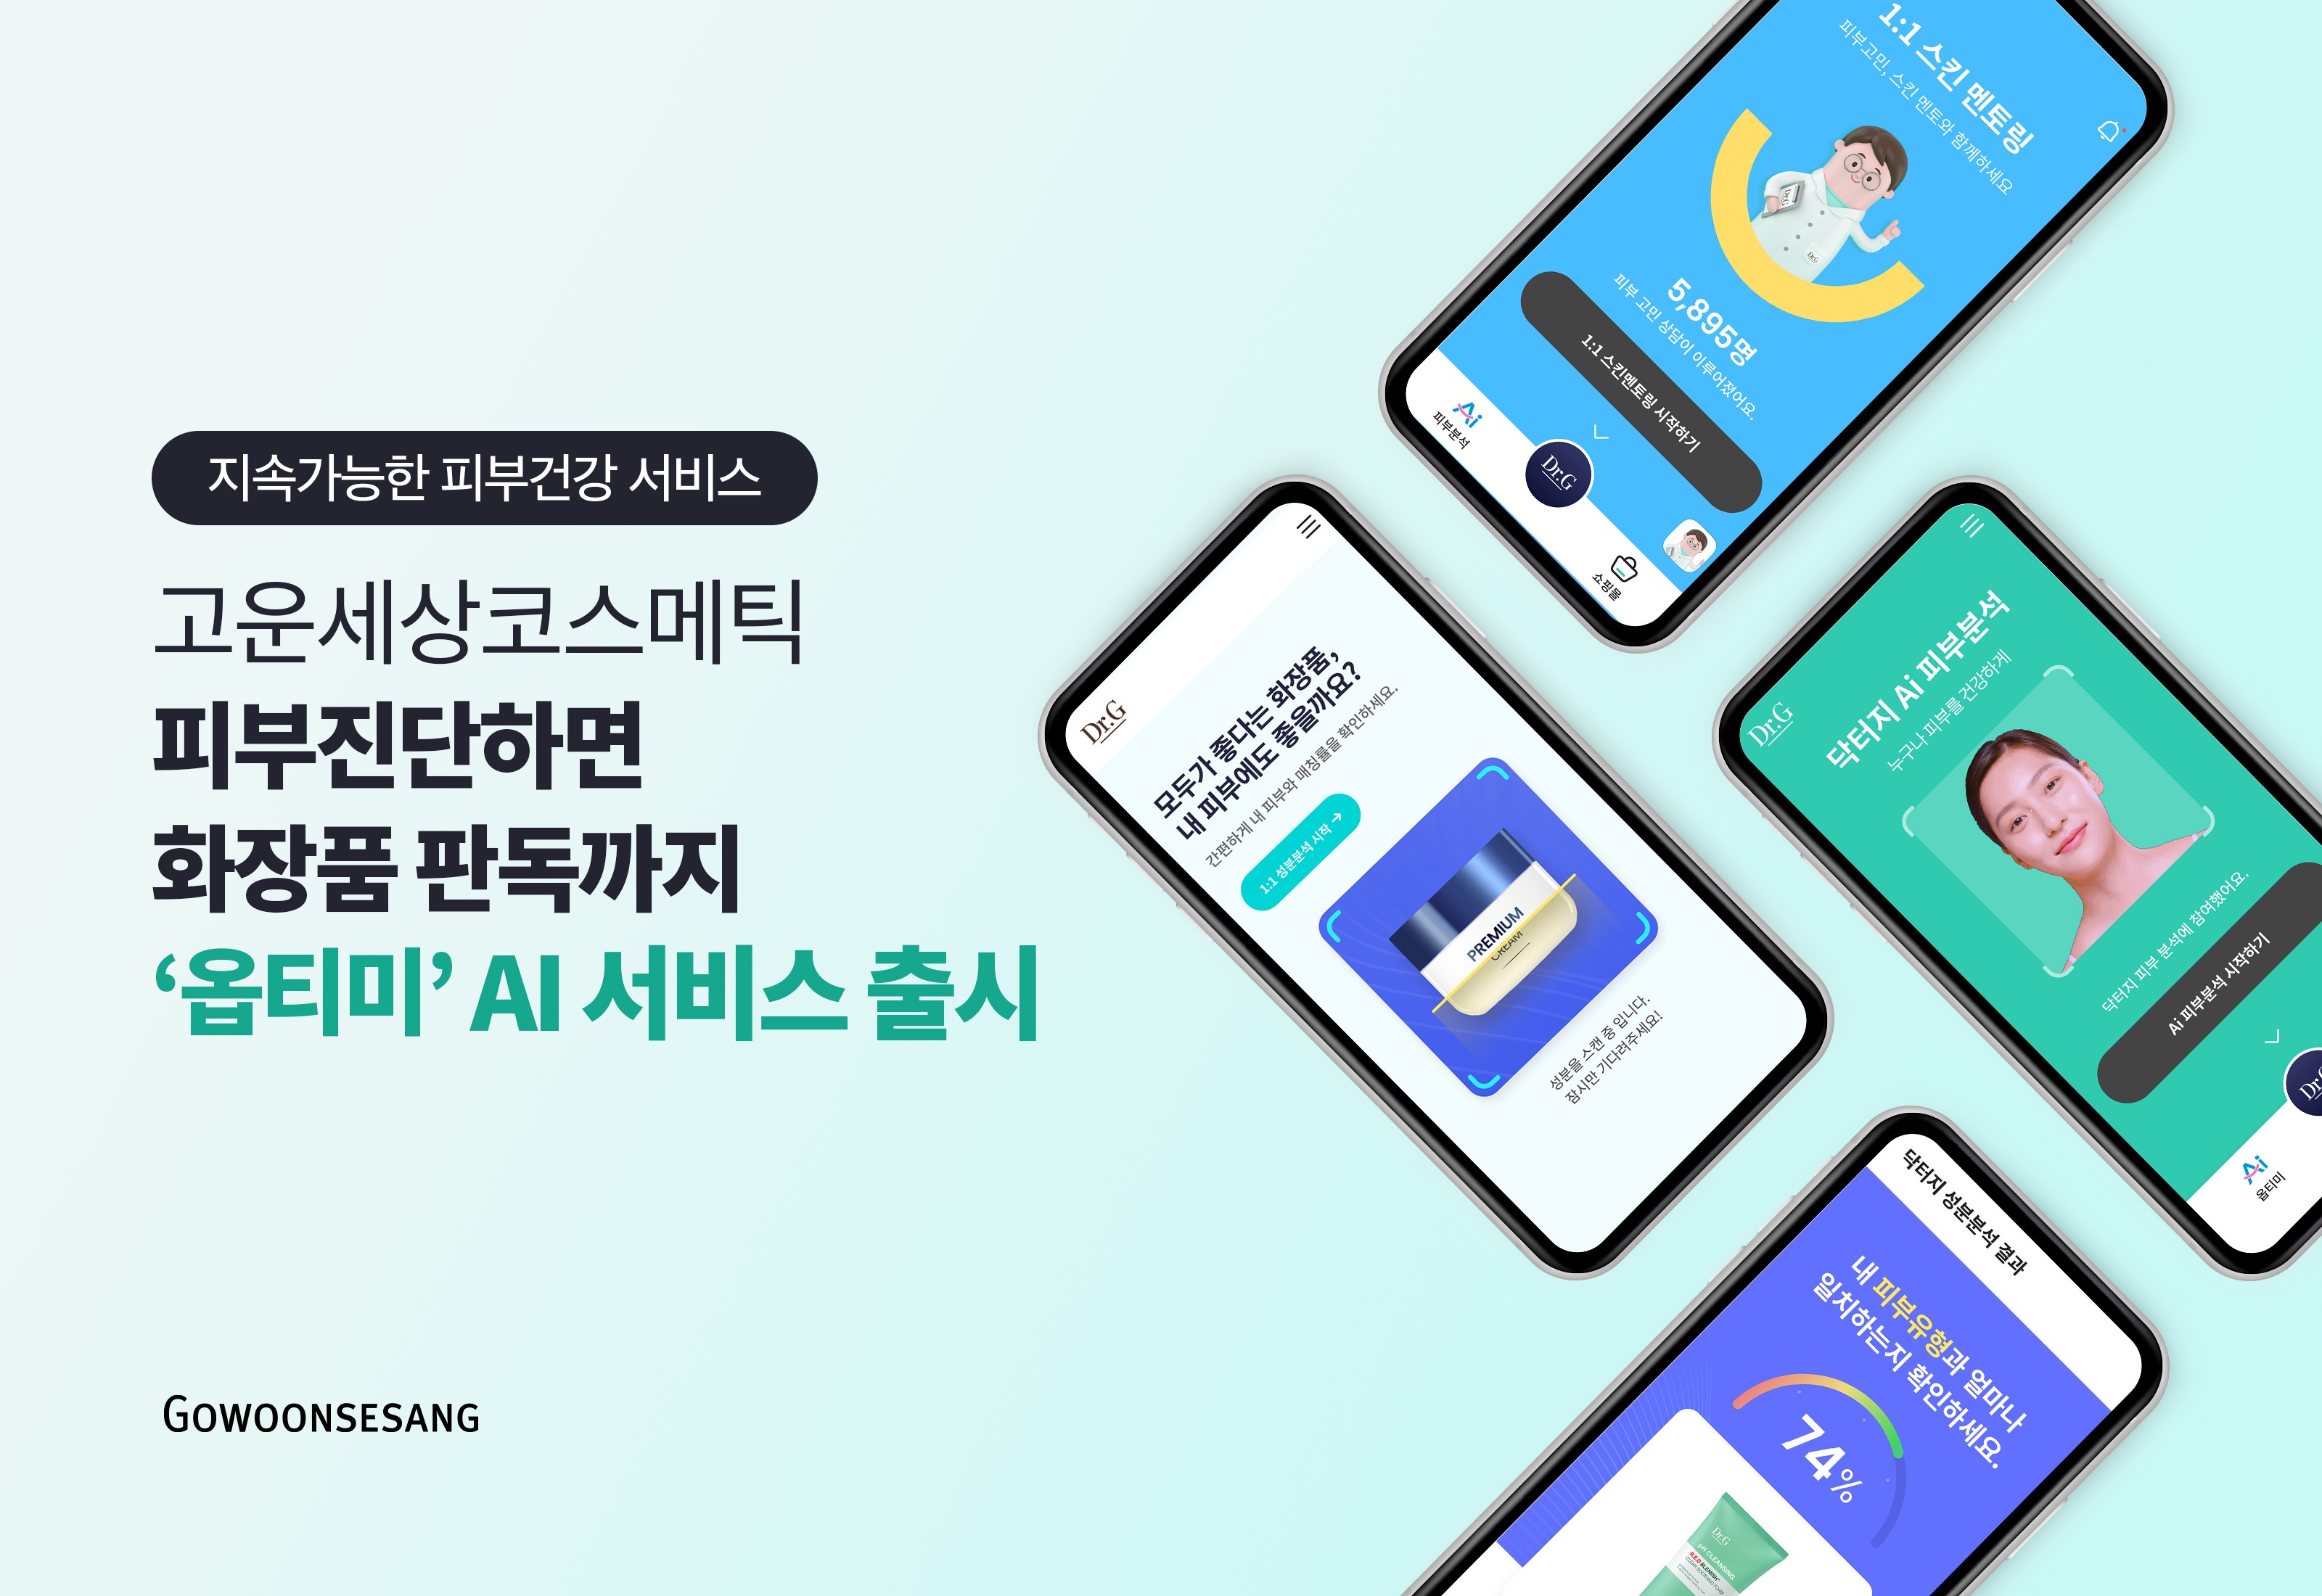 지속가능한 피부건강 서비스
고운세상코스메틱
피부진단하면
화장품 판독까지
‘옵티미’ AI 서비스 출시
GOWOONSESANG
1:1 스킨 멘토링
피부고민, 스킨 멘토와 함께하세요
Dr.G
Dr.G
5,895명
피부 고민 상담이 이루어졌어요.
1:1 스킨멘토링 시작하기
Ai
피부분석
Dr.G
쇼핑몰
Dr.G
모두가 좋다는 화장품,
내 피부에도 좋을까요?
간편하게 내 피부와 매칭률을 확인하세요.
1:1 성분분석 시작 →
PREMIUM
CREAM
성분을 스캔 중 입니다.
잠시만 기다려주세요!
Dr.G
닥터지 Ai 피부분석
누구나 피부를 건강하게
닥터지 피부 분석에 참여했어요.
Ai 피부분석 시작하기
Dr.G
Ai
옵티미
닥터지 성분분석 결과
내 피부유형과 얼마나
일치하는지 확인하세요.
74%
Dr.G
pH CLEANSING
R.E.D BLEMISH